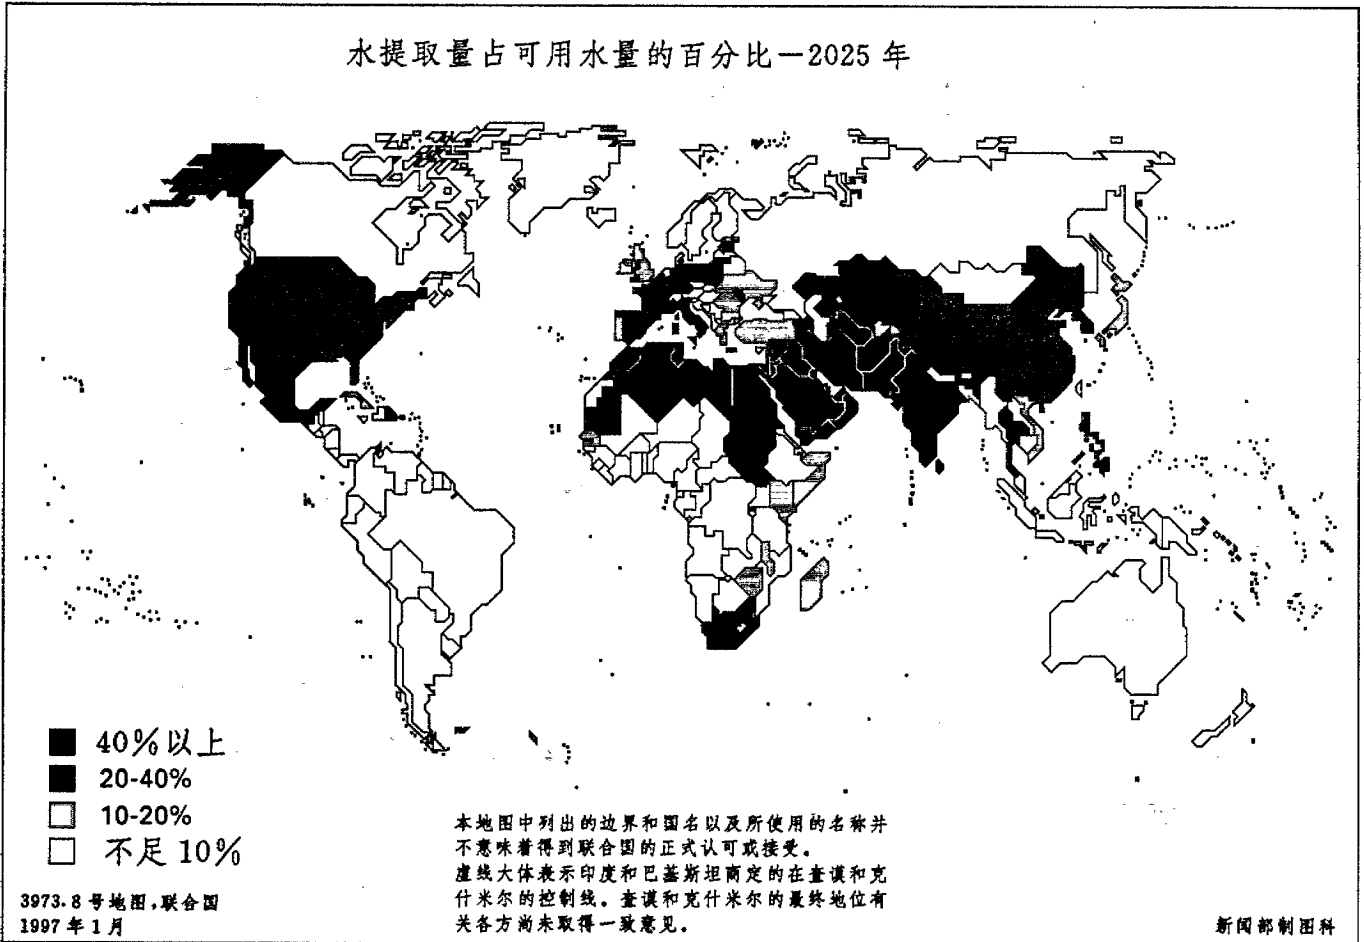 水提取量占可用水量的百分比－2025 年
40%以上
20-40%
10-20%
不足 10%
本地图中列出的边界和国名以及所使用的名称并
不意味着得到联合国的正式认可或接受。
虚线大体表示印度和巴基斯坦商定的在查谟和克
什米尔的控制线。查谟和克什米尔的最终地位有
关各方尚未取得一致意见。
3973.8 号地图,联合国
1997 年 1 月
新闻部制图科